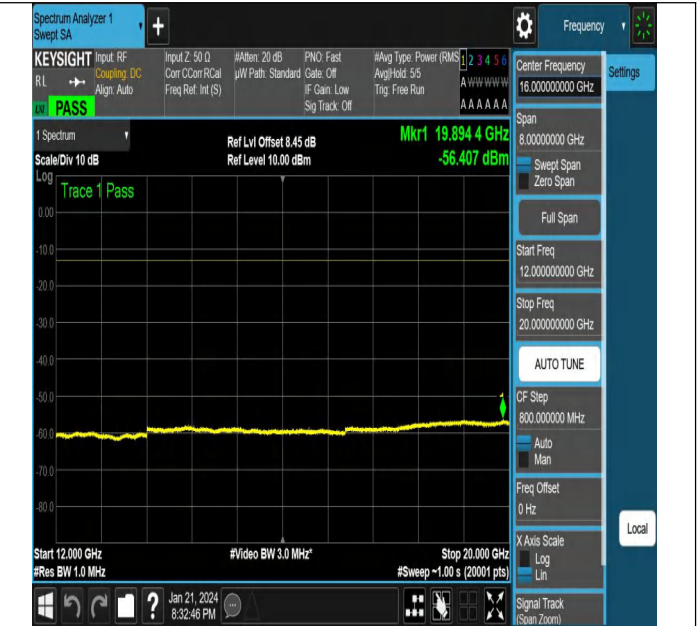 Spectrum Analyzer 1
Swept SA
+
Frequency
KEYSIGHT
RL
PASS
Input: RF
Coupling: DC
Align: Auto
Input Z: 50 Ω
Corr CCorr RCal
Freq Ref: Int (S)
#Atten: 20 dB
µW Path: Standard
PNO: Fast
Gate: Off
IF Gain: Low
Sig Track: Off
#Avg Type: Power (RMS
Avg|Hold: 5/5
Trig: Free Run
1 2 3 4 5 6
A W W W W W
A A A A A A
1 Spectrum
Scale/Div 10 dB
Log
Ref Lvl Offset 8.45 dB
Ref Level 10.00 dBm
Mkr1 19.894 4 GHz
-56.407 dBm
Trace 1 Pass
0.00
-10.0
-20.0
-30.0
-40.0
-50.0
-60.0
-70.0
-80.0
Start 12.000 GHz
#Res BW 1.0 MHz
#Video BW 3.0 MHz*
Stop 20.000 GHz
#Sweep ~1.00 s (20001 pts)
?
Jan 21, 2024
8:32:46 PM
Center Frequency
16.000000000 GHz
Settings
Span
8.00000000 GHz
Swept Span
Zero Span
Full Span
Start Freq
12.000000000 GHz
Stop Freq
20.000000000 GHz
AUTO TUNE
CF Step
800.000000 MHz
Auto
Man
Freq Offset
0 Hz
X Axis Scale
Log
Lin
Local
Signal Track
(Span Zoom)